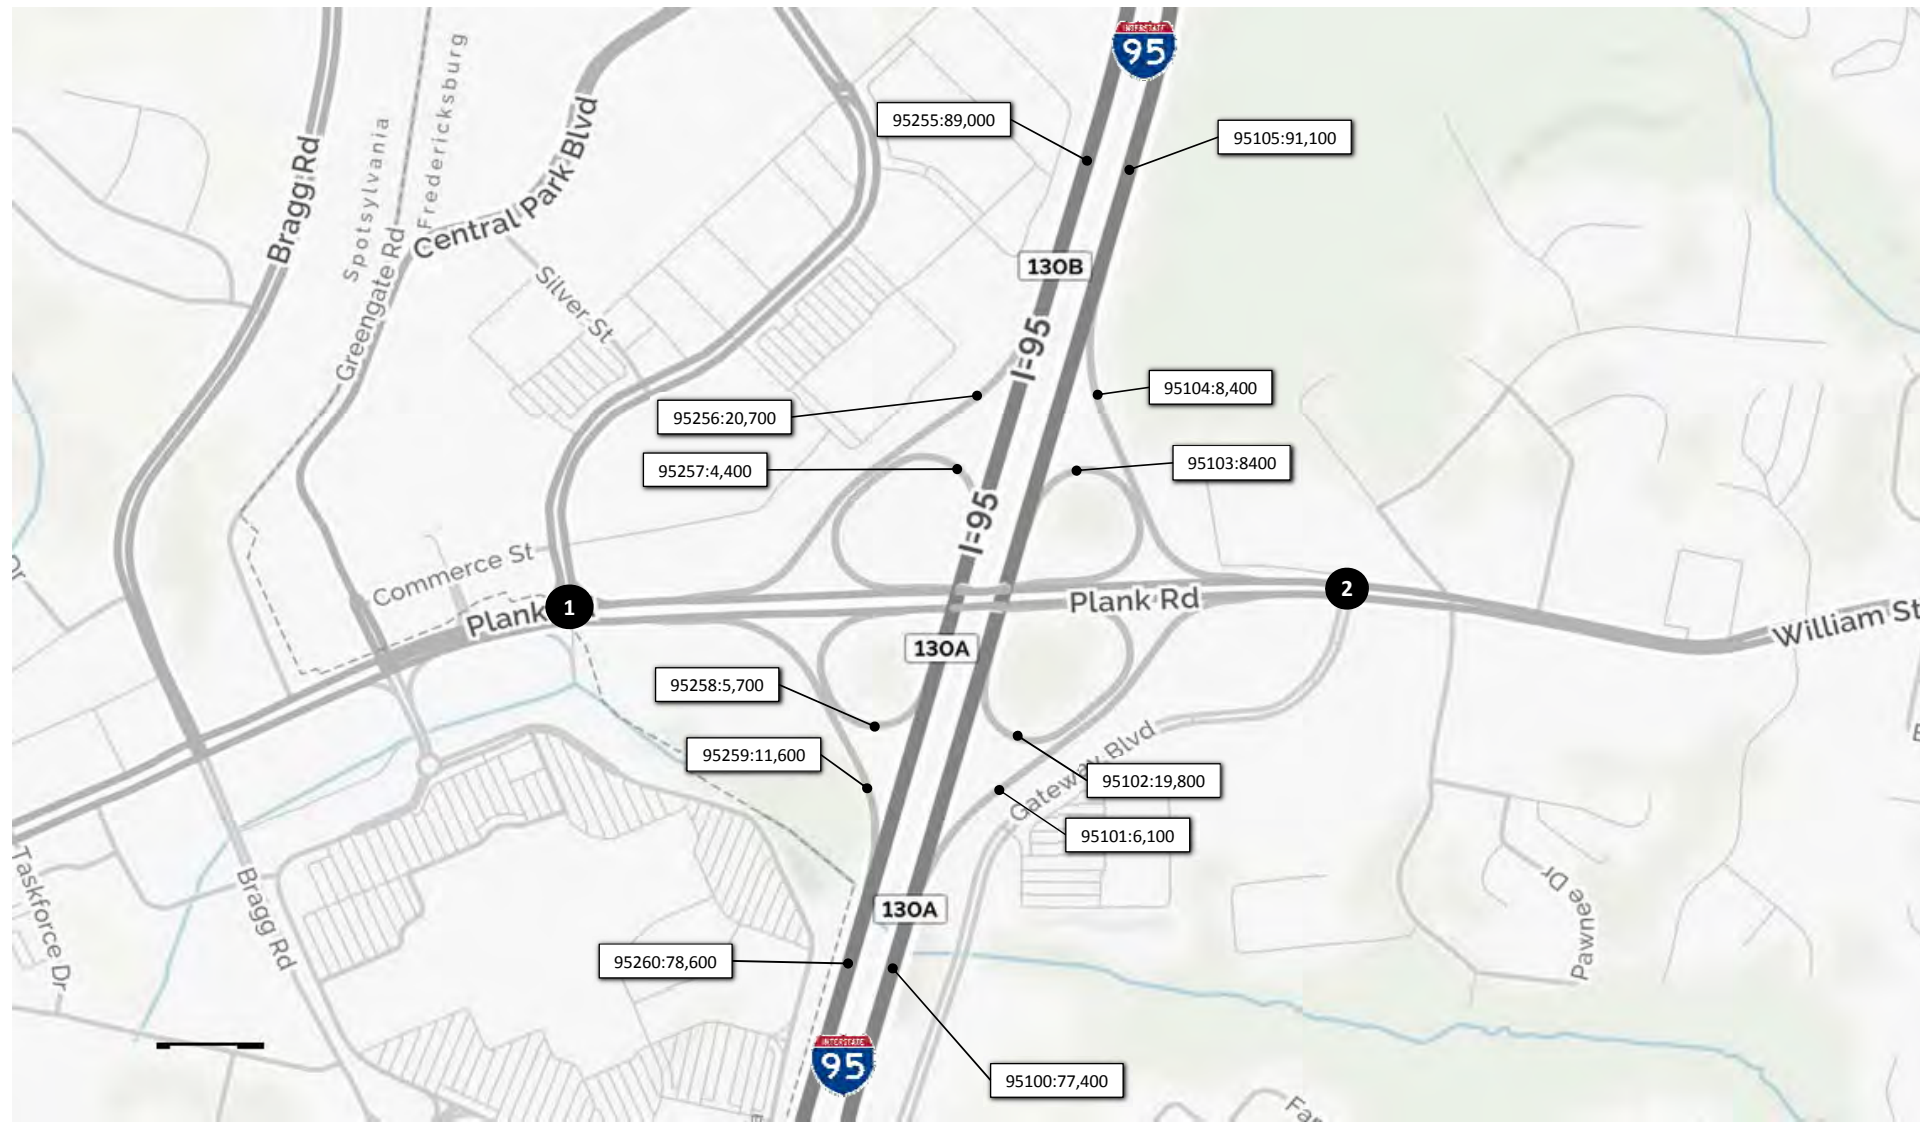 INTERSTATE
95
95255:89,000
95105:91,100
Bragg Rd
Spotsylvania
Fredericksburg
Central Park Blvd
Greengate Rd
Silver St
130B
I-95
95256:20,700
95104:8,400
95257:4,400
95103:8400
I-95
Commerce St
Dr
Plank
1
2
Plank Rd
William St
130A
95258:5,700
95259:11,600
Gateway Blvd
95102:19,800
95101:6,100
Taskforce Dr
Bragg Rd
130A
Pawnee Dr
95260:78,600
INTERSTATE
95
95100:77,400